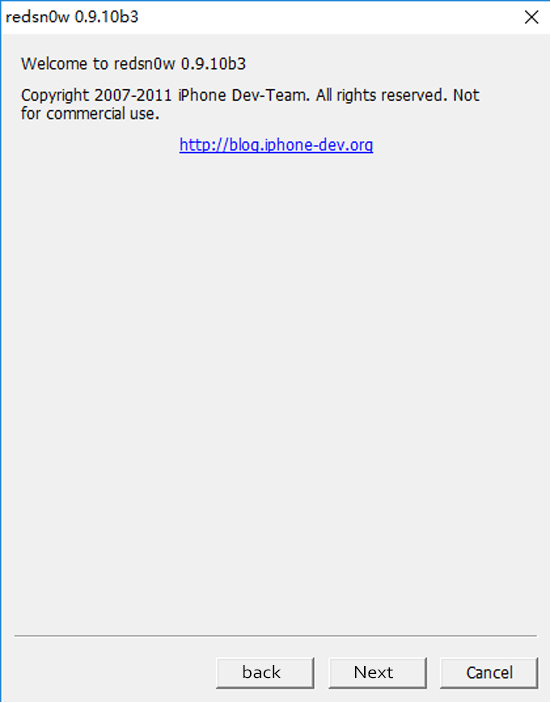 redsn0w 0.9.10b3
Welcome to redsn0w 0.9.10b3
Copyright 2007-2011 iPhone Dev-Team. All rights reserved. Not
for commercial use.
http://blog.iphone-dev.org
back Next Cancel